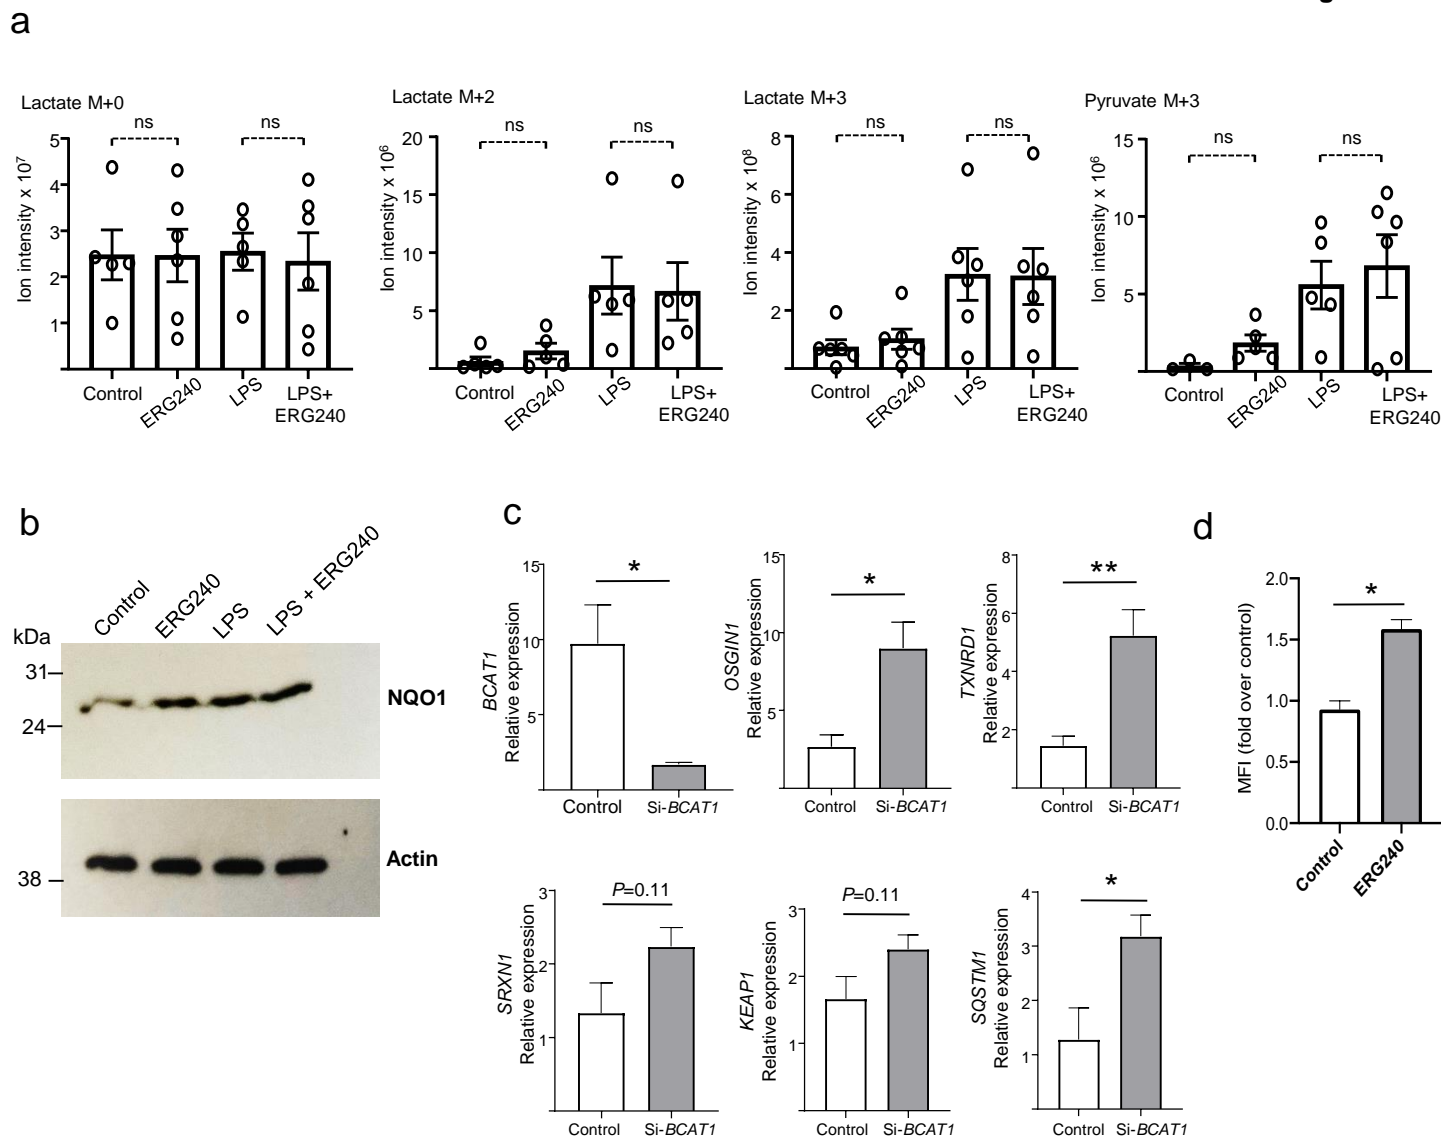 a
Lactate M+0
Ion intensity x 10⁷
5
4
3
2
1
ns
ns
Control
ERG240
LPS
LPS+
ERG240
Lactate M+2
Ion intensity x 10⁶
20
15
10
5
ns
ns
Control
ERG240
LPS
LPS+
ERG240
Lactate M+3
Ion intensity x 10⁸
8
6
4
2
ns
ns
Control
ERG240
LPS
LPS+
ERG240
Pyruvate M+3
Ion intensity x 10⁶
15
10
5
ns
ns
Control
ERG240
LPS
LPS+
ERG240
b
Control
ERG240
LPS
LPS + ERG240
kDa
31
24
NQO1
38
Actin
c
BCAT1
Relative expression
15
10
5
*
Control
Si-BCAT1
OSGIN1
Relative expression
15
10
5
*
Control
Si-BCAT1
TXNRD1
Relative expression
8
6
4
2
**
Control
Si-BCAT1
SRXN1
Relative expression
3
2
1
P=0.11
Control
Si-BCAT1
KEAP1
Relative expression
3
2
1
P=0.11
Control
Si-BCAT1
SQSTM1
Relative expression
4
3
2
1
*
Control
Si-BCAT1
d
MFI (fold over control)
2.0
1.5
1.0
0.5
0.0
*
Control
ERG240